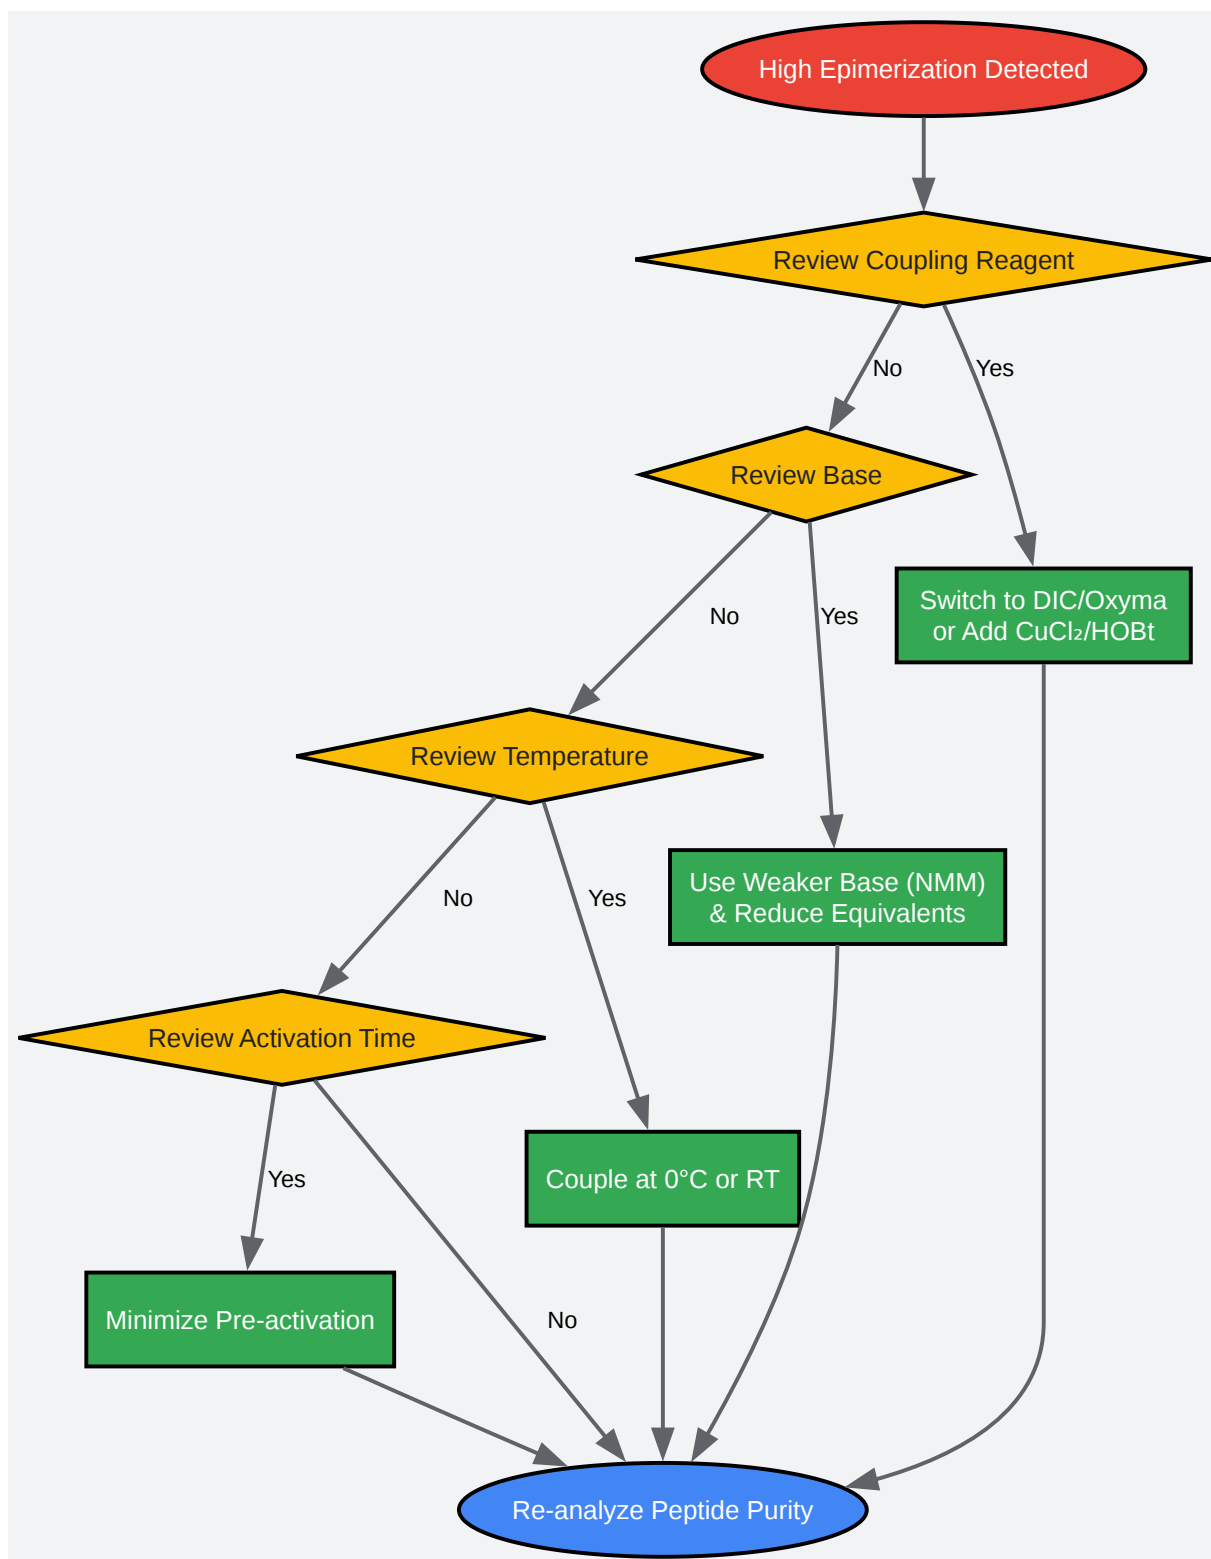 High Epimerization Detected
Review Coupling Reagent
No
Yes
Review Base
No
Yes
Switch to DIC/Oxyma
or Add CuCl₂/HOBt
Review Temperature
No
Yes
Use Weaker Base (NMM)
& Reduce Equivalents
Review Activation Time
Yes
No
Couple at 0°C or RT
Minimize Pre-activation
Re-analyze Peptide Purity